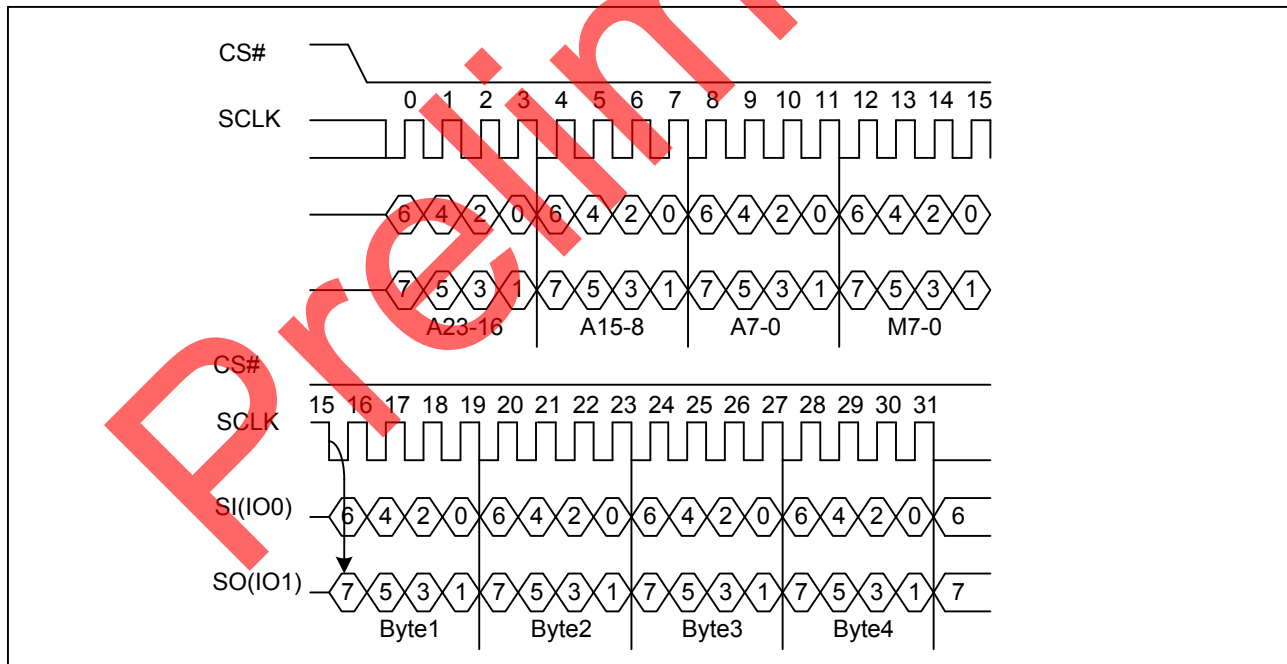 CS#
0 1 2 3 4 5 6 7 8 9 10 11 12 13 14 15
SCLK
6 4 2 0 6 4 2 0 6 4 2 0 6 4 2 0
7 5 3 1 7 5 3 1 7 5 3 1 7 5 3 1
A23-16 A15-8 A7-0 M7-0
CS#
15 16 17 18 19 20 21 22 23 24 25 26 27 28 29 30 31
SCLK
SI(IO0) 6 4 2 0 6 4 2 0 6 4 2 0 6 4 2 0 6
SO(IO1) 7 5 3 1 7 5 3 1 7 5 3 1 7 5 3 1 7
Byte1 Byte2 Byte3 Byte4
Prelim